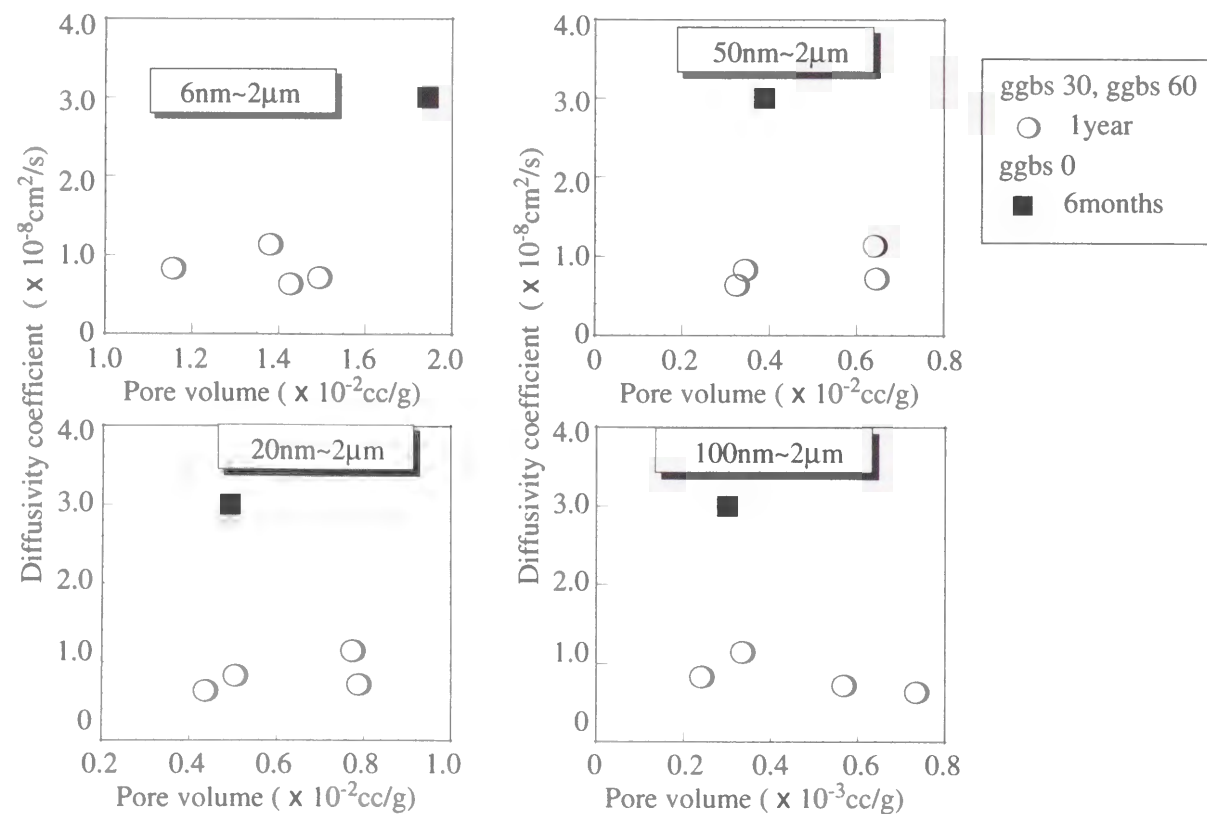 4.0
3.0
2.0
1.0
0
6nm~2μm
1.0 1.2 1.4 1.6 2.0
Pore volume ( x 10⁻²cc/g)
Diffusivity coefficient ( x 10⁻⁸cm²/s)
4.0
3.0
2.0
1.0
0
50nm~2μm
0 0.2 0.4 0.6 0.8
Pore volume ( x 10⁻²cc/g)
Diffusivity coefficient ( x 10⁻⁸cm²/s)
ggbs 30, ggbs 60
1year
ggbs 0
6months
4.0
3.0
2.0
1.0
0
20nm~2μm
0.2 0.4 0.6 0.8 1.0
Pore volume ( x 10⁻²cc/g)
4.0
3.0
2.0
1.0
0
100nm~2μm
0 0.2 0.4 0.6 0.8
Pore volume ( x 10⁻³cc/g)